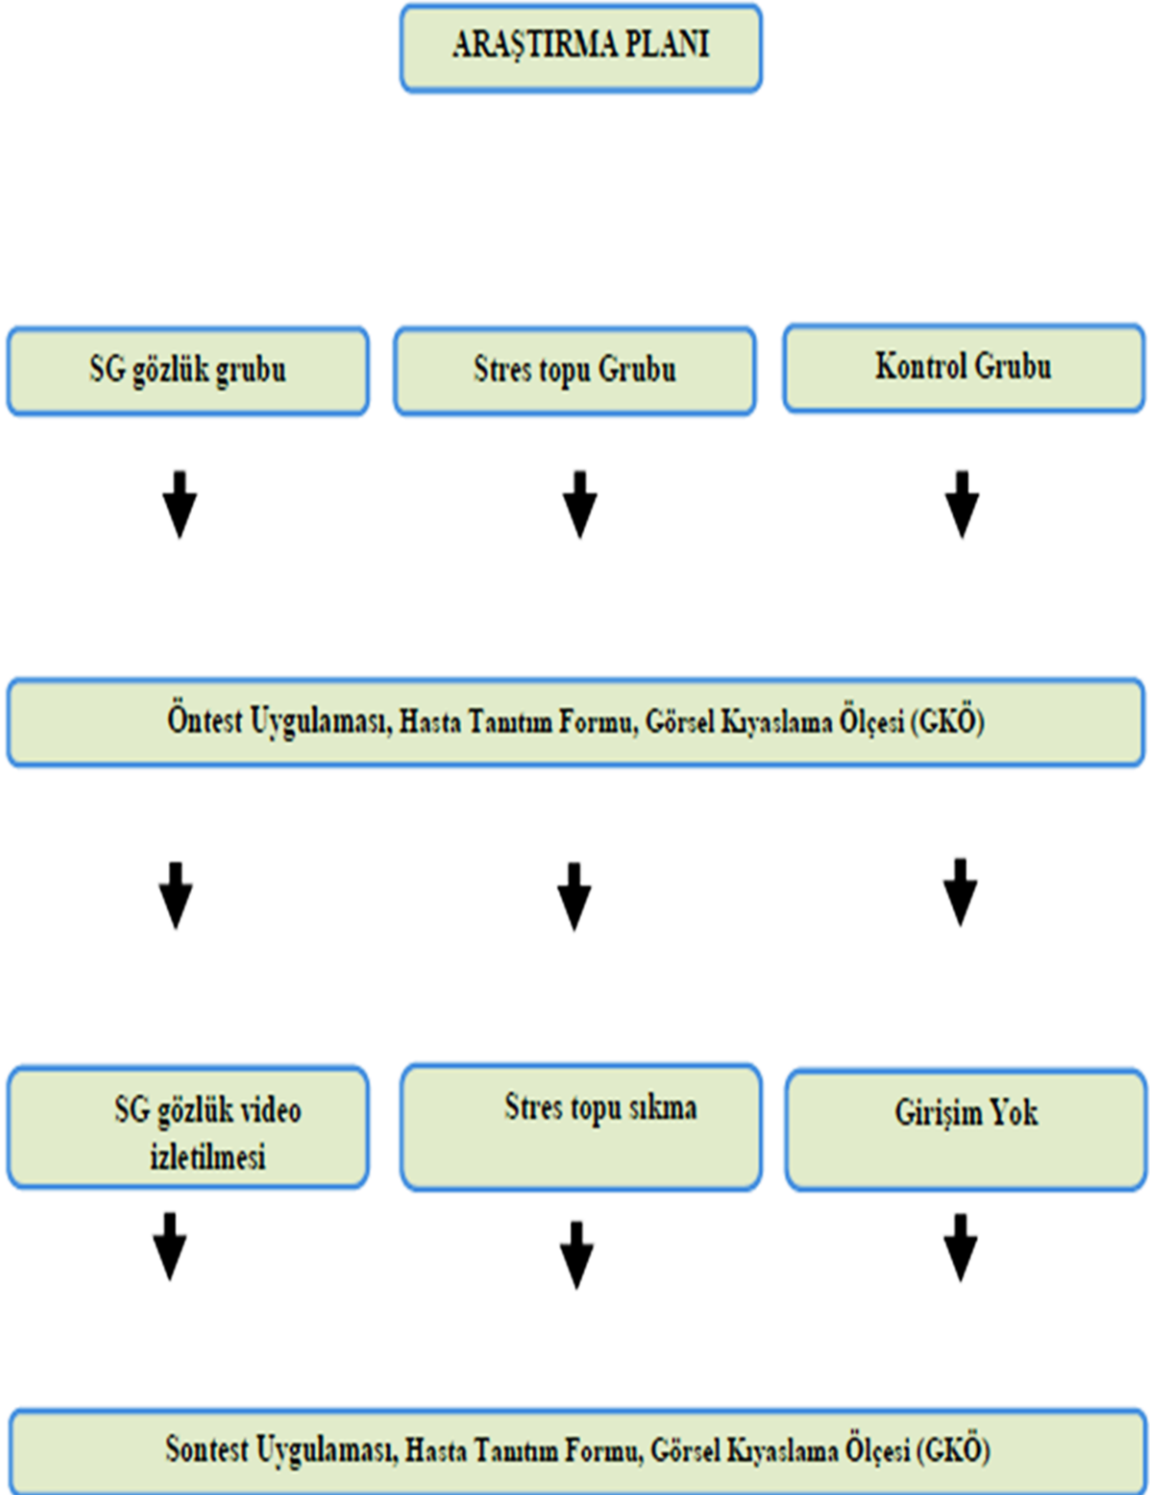 ARAŞTIRMA PLANI
SG gözlük grubu
Stres topu Grubu
Kontrol Grubu
Öntest Uygulaması, Hasta Tanıtım Formu, Görsel Kıyaslama Ölçesi (GKÖ)
SG gözlük video
izletilmesi
Stres topu sıkma
Girişim Yok
Sontest Uygulaması, Hasta Tanıtım Formu, Görsel Kıyaslama Ölçesi (GKÖ)